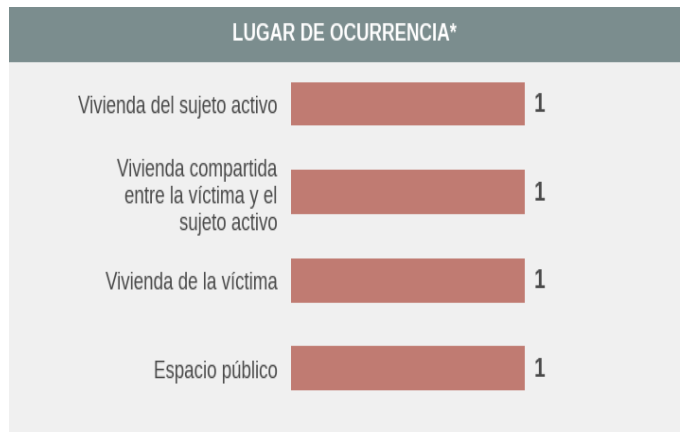 LUGAR DE OCURRENCIA*
Vivienda del sujeto activo 1
Vivienda compartida
entre la víctima y el 1
sujeto activo
Vivienda de la víctima 1
Espacio público 1